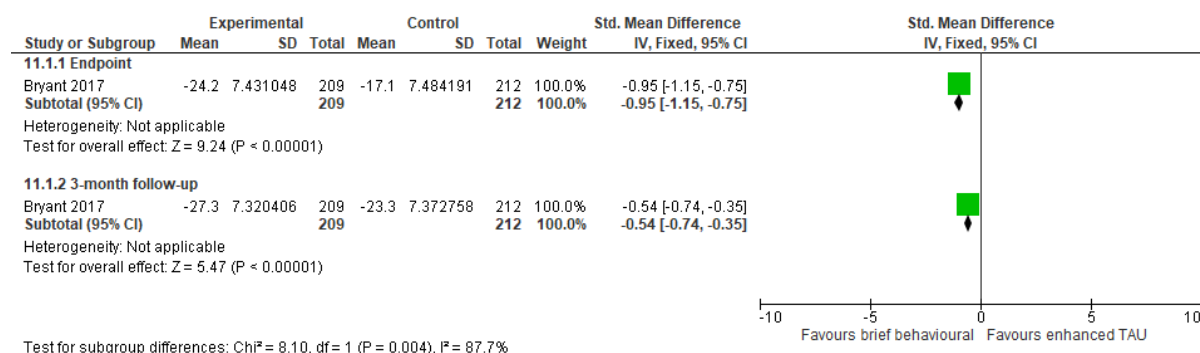 Experimental Control Std. Mean Difference Std. Mean Difference
Study or Subgroup Mean SD Total Mean SD Total Weight IV, Fixed, 95% CI IV, Fixed, 95% CI
11.1.1 Endpoint
Bryant 2017 -24.2 7.431048 209 -17.1 7.484191 212 100.0% -0.95 [-1.15, -0.75]
Subtotal (95% CI) 209 212 100.0% -0.95 [-1.15, -0.75]
Heterogeneity: Not applicable
Test for overall effect: Z = 9.24 (P < 0.00001)
11.1.2 3-month follow-up
Bryant 2017 -27.3 7.320406 209 -23.3 7.372758 212 100.0% -0.54 [-0.74, -0.35]
Subtotal (95% CI) 209 212 100.0% -0.54 [-0.74, -0.35]
Heterogeneity: Not applicable
Test for overall effect: Z = 5.47 (P < 0.00001)
-10 -5 0 5 10
Favours brief behavioural Favours enhanced TAU
Test for subgroup differences: Chi² = 8.10, df = 1 (P = 0.004), I² = 87.7%